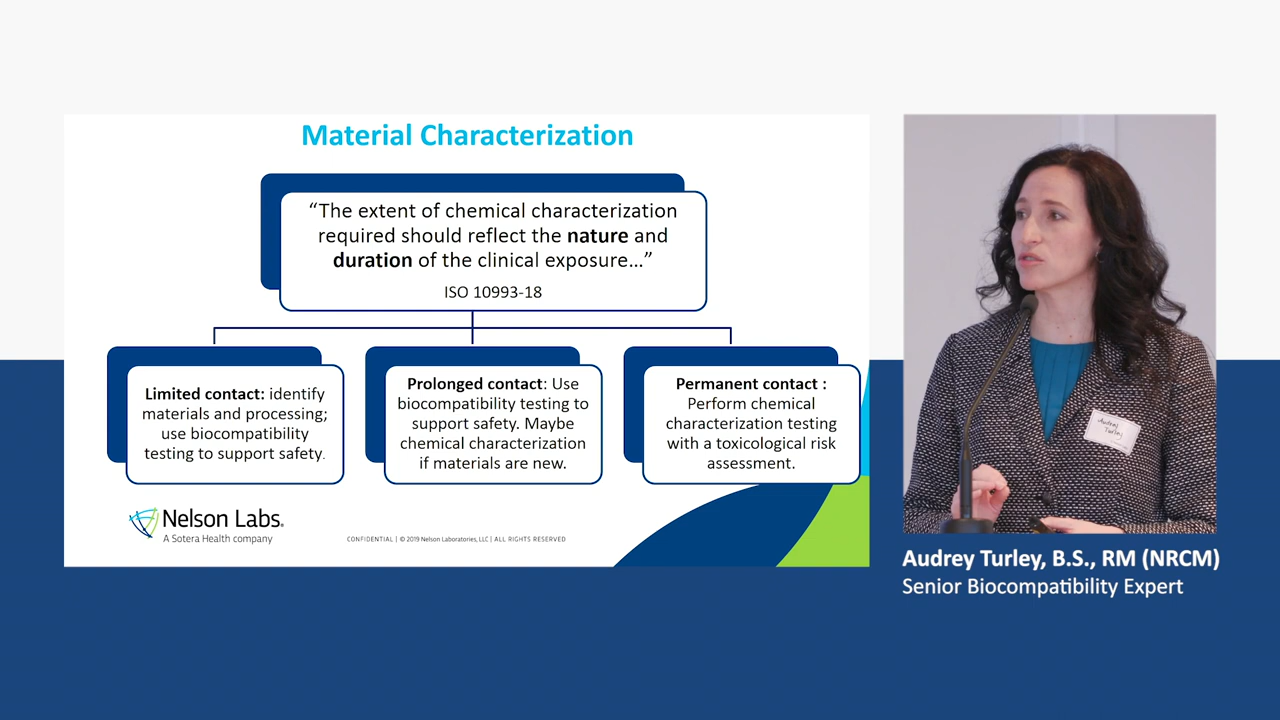 Material Characterization
“The extent of chemical characterization
required should reflect the nature and
duration of the clinical exposure…”
ISO 10993-18
Limited contact: identify
materials and processing;
use biocompatibility
testing to support safety.
Prolonged contact: Use
biocompatibility testing to
support safety. Maybe
chemical characterization
if materials are new.
Permanent contact :
Perform chemical
characterization testing
with a toxicological risk
assessment.
Nelson Labs®
A Sotera Health company
CONFIDENTIAL | © 2019 Nelson Laboratories, LLC | ALL RIGHTS RESERVED
Audrey
Turley
Audrey Turley, B.S., RM (NRCM)
Senior Biocompatibility Expert